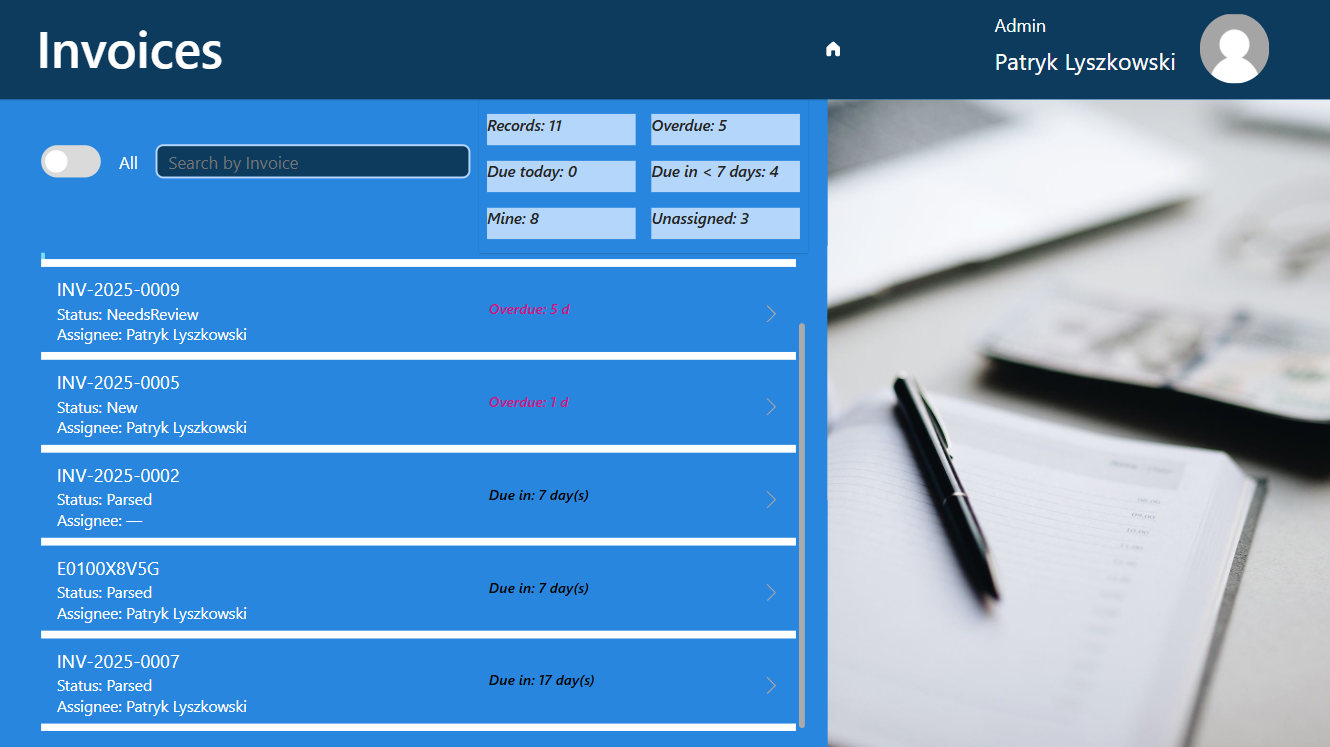 Invoices
Admin
Patryk Lyszkowski
All
Search by Invoice
Records: 11
Overdue: 5
Due today: 0
Due in < 7 days: 4
Mine: 8
Unassigned: 3
INV-2025-0009
Status: NeedsReview
Assignee: Patryk Lyszkowski
Overdue: 5 d
INV-2025-0005
Status: New
Assignee: Patryk Lyszkowski
Overdue: 1 d
INV-2025-0002
Status: Parsed
Assignee: —
Due in: 7 day(s)
E0100X8V5G
Status: Parsed
Assignee: Patryk Lyszkowski
Due in: 7 day(s)
INV-2025-0007
Status: Parsed
Assignee: Patryk Lyszkowski
Due in: 17 day(s)